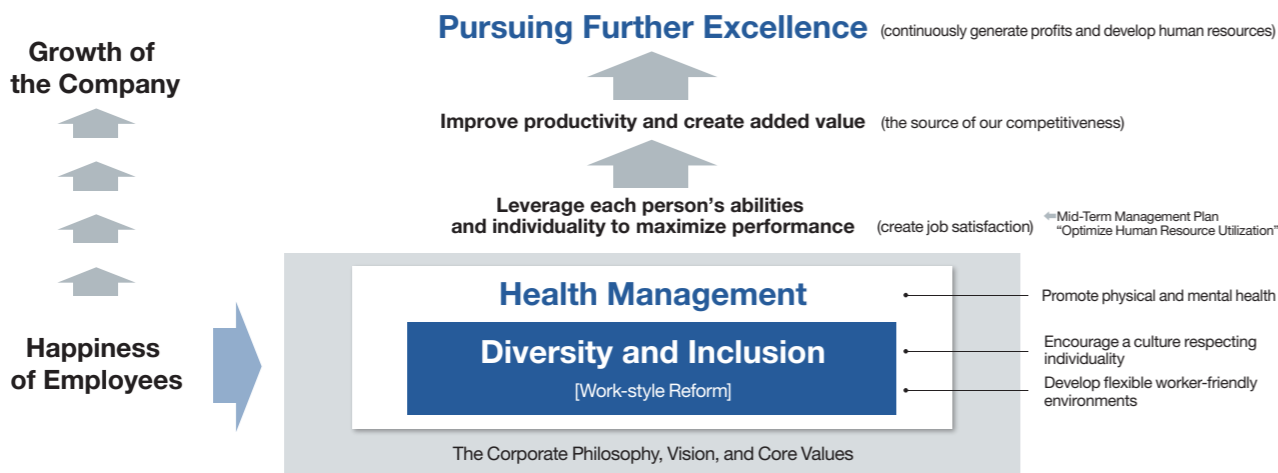 Growth of
the Company
Happiness
of Employees
Pursuing Further Excellence (continuously generate profits and develop human resources)
Improve productivity and create added value (the source of our competitiveness)
Leverage each person's abilities
and individuality to maximize performance (create job satisfaction)
Mid-Term Management Plan
"Optimize Human Resource Utilization"
Health Management
Diversity and Inclusion
[Work-style Reform]
The Corporate Philosophy, Vision, and Core Values
Promote physical and mental health
Encourage a culture respecting
individuality
Develop flexible worker-friendly
environments